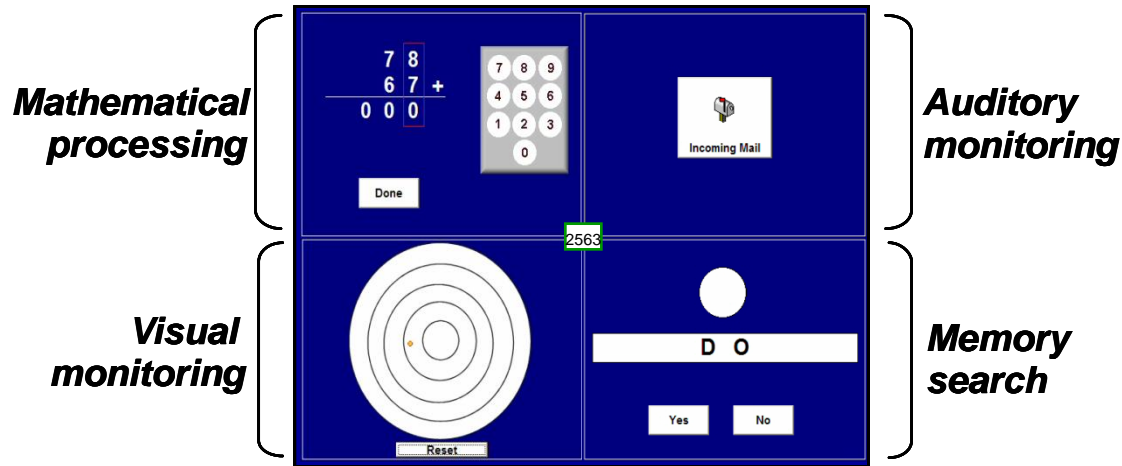 Mathematical
processing
7 8
6 7 +
0 0 0
7 8 9
4 5 6
1 2 3
0
Done
Incoming Mail
Auditory
monitoring
2563
Visual
monitoring
Reset
D O
Yes No
Memory
search